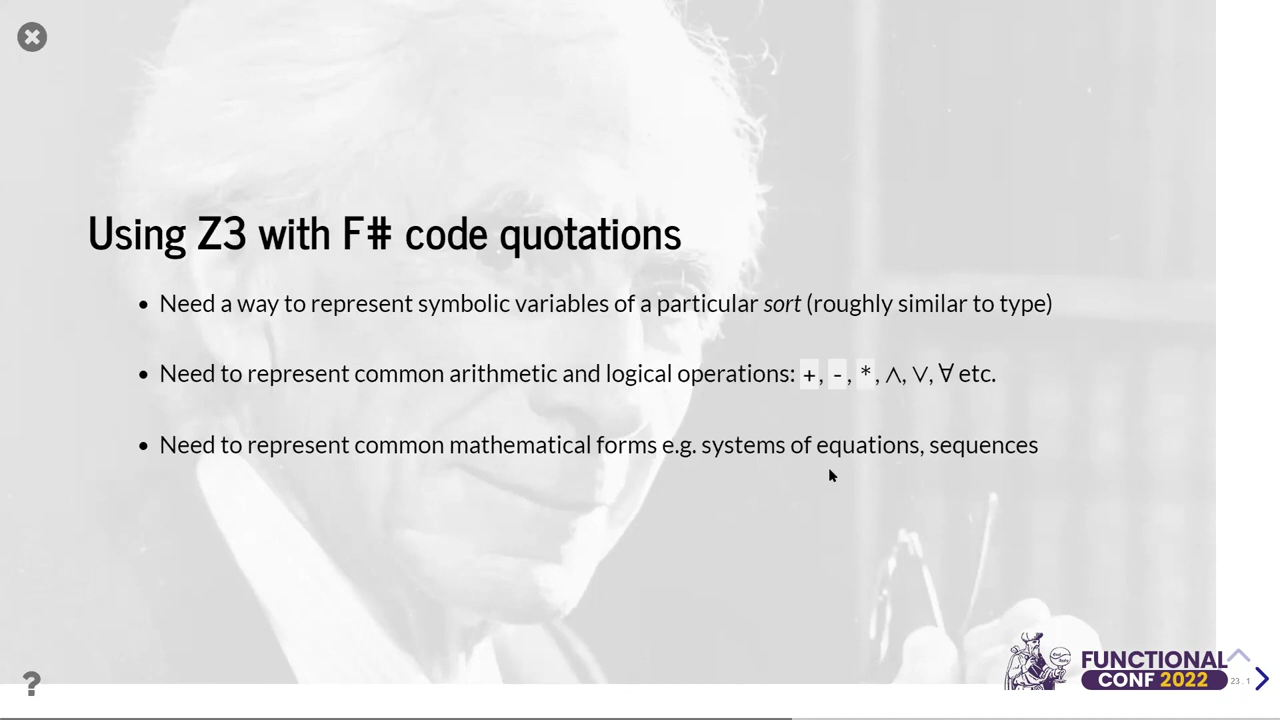 Using Z3 with F# code quotations
• Need a way to represent symbolic variables of a particular sort (roughly similar to type)
• Need to represent common arithmetic and logical operations: +, -, *, ∧, ∨, ∀ etc.
• Need to represent common mathematical forms e.g. systems of equations, sequences
?
FUNCTIONAL
CONF 2022
23 . 1